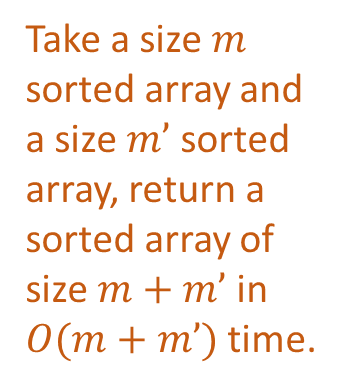 Take a size m
sorted array and
a size m’ sorted
array, return a
sorted array of
size m + m’ in
O(m + m’) time.